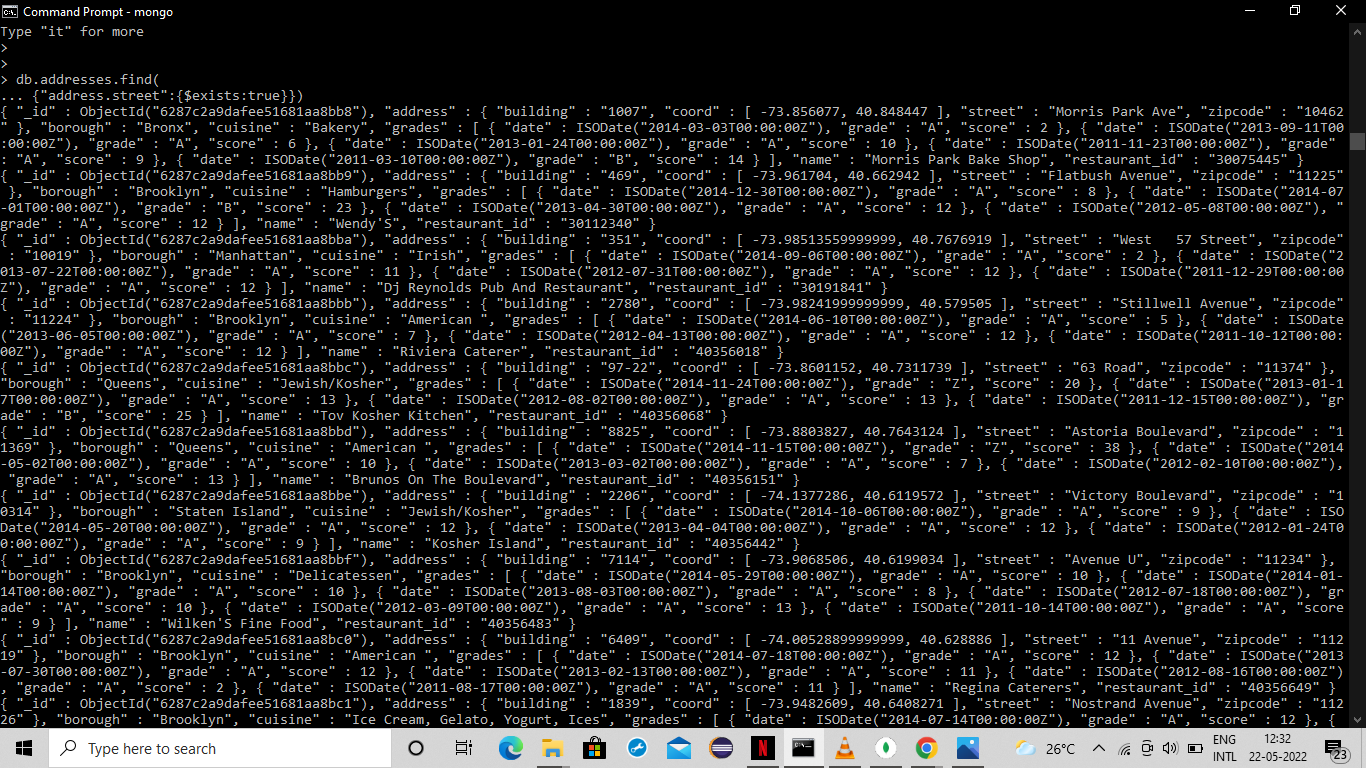 Command Prompt - mongo
Type "it" for more
>
>
> db.addresses.find(
... {"address.street":{$exists:true}})
{ "_id" : ObjectId("6287c2a9dafee51681aa8bb8"), "address" : { "building" : "1007", "coord" : [ -73.856077, 40.848447 ], "street" : "Morris Park Ave", "zipcode" : "10462
" }, "borough" : "Bronx", "cuisine" : "Bakery", "grades" : [ { "date" : ISODate("2014-03-03T00:00:00Z"), "grade" : "A", "score" : 2 }, { "date" : ISODate("2013-09-11T00
:00:00Z"), "grade" : "A", "score" : 6 }, { "date" : ISODate("2013-01-24T00:00:00Z"), "grade" : "A", "score" : 10 }, { "date" : ISODate("2011-11-23T00:00:00Z"), "grade"
: "A", "score" : 9 }, { "date" : ISODate("2011-03-10T00:00:00Z"), "grade" : "B", "score" : 14 } ], "name" : "Morris Park Bake Shop", "restaurant_id" : "30075445" }
{ "_id" : ObjectId("6287c2a9dafee51681aa8bb9"), "address" : { "building" : "469", "coord" : [ -73.961704, 40.662942 ], "street" : "Flatbush Avenue", "zipcode" : "11225"
 }, "borough" : "Brooklyn", "cuisine" : "Hamburgers", "grades" : [ { "date" : ISODate("2014-12-30T00:00:00Z"), "grade" : "A", "score" : 8 }, { "date" : ISODate("2014-07
-01T00:00:00Z"), "grade" : "B", "score" : 23 }, { "date" : ISODate("2013-04-30T00:00:00Z"), "grade" : "A", "score" : 12 }, { "date" : ISODate("2012-05-08T00:00:00Z"), "
grade" : "A", "score" : 12 } ], "name" : "Wendy'S", "restaurant_id" : "30112340" }
{ "_id" : ObjectId("6287c2a9dafee51681aa8bba"), "address" : { "building" : "351", "coord" : [ -73.98513559999999, 40.7676919 ], "street" : "West   57 Street", "zipcode"
 : "10019" }, "borough" : "Manhattan", "cuisine" : "Irish", "grades" : [ { "date" : ISODate("2014-09-06T00:00:00Z"), "grade" : "A", "score" : 2 }, { "date" : ISODate("2
013-07-22T00:00:00Z"), "grade" : "A", "score" : 11 }, { "date" : ISODate("2012-07-31T00:00:00Z"), "grade" : "A", "score" : 12 }, { "date" : ISODate("2011-12-29T00:00:00
Z"), "grade" : "A", "score" : 12 } ], "name" : "Dj Reynolds Pub And Restaurant", "restaurant_id" : "30191841" }
{ "_id" : ObjectId("6287c2a9dafee51681aa8bbb"), "address" : { "building" : "2780", "coord" : [ -73.98241999999999, 40.579505 ], "street" : "Stillwell Avenue", "zipcode"
 : "11224" }, "borough" : "Brooklyn", "cuisine" : "American ", "grades" : [ { "date" : ISODate("2014-06-10T00:00:00Z"), "grade" : "A", "score" : 5 }, { "date" : ISODate
("2013-06-05T00:00:00Z"), "grade" : "A", "score" : 7 }, { "date" : ISODate("2012-04-13T00:00:00Z"), "grade" : "A", "score" : 12 }, { "date" : ISODate("2011-10-12T00:00:
00Z"), "grade" : "A", "score" : 12 } ], "name" : "Riviera Caterer", "restaurant_id" : "40356018" }
{ "_id" : ObjectId("6287c2a9dafee51681aa8bbc"), "address" : { "building" : "97-22", "coord" : [ -73.8601152, 40.7311739 ], "street" : "63 Road", "zipcode" : "11374" },
"borough" : "Queens", "cuisine" : "Jewish/Kosher", "grades" : [ { "date" : ISODate("2014-11-24T00:00:00Z"), "grade" : "Z", "score" : 20 }, { "date" : ISODate("2013-01-1
7T00:00:00Z"), "grade" : "A", "score" : 13 }, { "date" : ISODate("2012-08-02T00:00:00Z"), "grade" : "A", "score" : 13 }, { "date" : ISODate("2011-12-15T00:00:00Z"), "gr
ade" : "B", "score" : 25 } ], "name" : "Tov Kosher Kitchen", "restaurant_id" : "40356068" }
{ "_id" : ObjectId("6287c2a9dafee51681aa8bbd"), "address" : { "building" : "8825", "coord" : [ -73.8803827, 40.7643124 ], "street" : "Astoria Boulevard", "zipcode" : "1
1369" }, "borough" : "Queens", "cuisine" : "American ", "grades" : [ { "date" : ISODate("2014-11-15T00:00:00Z"), "grade" : "Z", "score" : 38 }, { "date" : ISODate("2014
-05-02T00:00:00Z"), "grade" : "A", "score" : 10 }, { "date" : ISODate("2013-03-02T00:00:00Z"), "grade" : "A", "score" : 7 }, { "date" : ISODate("2012-02-10T00:00:00Z"),
 "grade" : "A", "score" : 13 } ], "name" : "Brunos On The Boulevard", "restaurant_id" : "40356151" }
{ "_id" : ObjectId("6287c2a9dafee51681aa8bbe"), "address" : { "building" : "2206", "coord" : [ -74.1377286, 40.6119572 ], "street" : "Victory Boulevard", "zipcode" : "1
0314" }, "borough" : "Staten Island", "cuisine" : "Jewish/Kosher", "grades" : [ { "date" : ISODate("2014-10-06T00:00:00Z"), "grade" : "A", "score" : 9 }, { "date" : ISO
Date("2014-05-20T00:00:00Z"), "grade" : "A", "score" : 12 }, { "date" : ISODate("2013-04-04T00:00:00Z"), "grade" : "A", "score" : 12 }, { "date" : ISODate("2012-01-24T0
0:00:00Z"), "grade" : "A", "score" : 9 } ], "name" : "Kosher Island", "restaurant_id" : "40356442" }
{ "_id" : ObjectId("6287c2a9dafee51681aa8bbf"), "address" : { "building" : "7114", "coord" : [ -73.9068506, 40.6199034 ], "street" : "Avenue U", "zipcode" : "11234" },
"borough" : "Brooklyn", "cuisine" : "Delicatessen", "grades" : [ { "date" : ISODate("2014-05-29T00:00:00Z"), "grade" : "A", "score" : 10 }, { "date" : ISODate("2014-01-
14T00:00:00Z"), "grade" : "A", "score" : 10 }, { "date" : ISODate("2013-08-03T00:00:00Z"), "grade" : "A", "score" : 8 }, { "date" : ISODate("2012-07-18T00:00:00Z"), "gr
ade" : "A", "score" : 10 }, { "date" : ISODate("2012-03-09T00:00:00Z"), "grade" : "A", "score" : 13 }, { "date" : ISODate("2011-10-14T00:00:00Z"), "grade" : "A", "score
" : 9 } ], "name" : "Wilken'S Fine Food", "restaurant_id" : "40356483" }
{ "_id" : ObjectId("6287c2a9dafee51681aa8bc0"), "address" : { "building" : "6409", "coord" : [ -74.00528899999999, 40.628886 ], "street" : "11 Avenue", "zipcode" : "112
19" }, "borough" : "Brooklyn", "cuisine" : "American ", "grades" : [ { "date" : ISODate("2014-07-18T00:00:00Z"), "grade" : "A", "score" : 12 }, { "date" : ISODate("2013
-07-30T00:00:00Z"), "grade" : "A", "score" : 12 }, { "date" : ISODate("2013-02-13T00:00:00Z"), "grade" : "A", "score" : 11 }, { "date" : ISODate("2012-08-16T00:00:00Z")
, "grade" : "A", "score" : 2 }, { "date" : ISODate("2011-08-17T00:00:00Z"), "grade" : "A", "score" : 11 } ], "name" : "Regina Caterers", "restaurant_id" : "40356649" }
{ "_id" : ObjectId("6287c2a9dafee51681aa8bc1"), "address" : { "building" : "1839", "coord" : [ -73.9482609, 40.6408271 ], "street" : "Nostrand Avenue", "zipcode" : "112
26" }, "borough" : "Brooklyn", "cuisine" : "Ice Cream, Gelato, Yogurt, Ices", "grades" : [ { "date" : ISODate("2014-07-14T00:00:00Z"), "grade" : "A", "score" : 12 }, {
Type here to search
26°C
ENG
INTL
12:32
22-05-2022
23